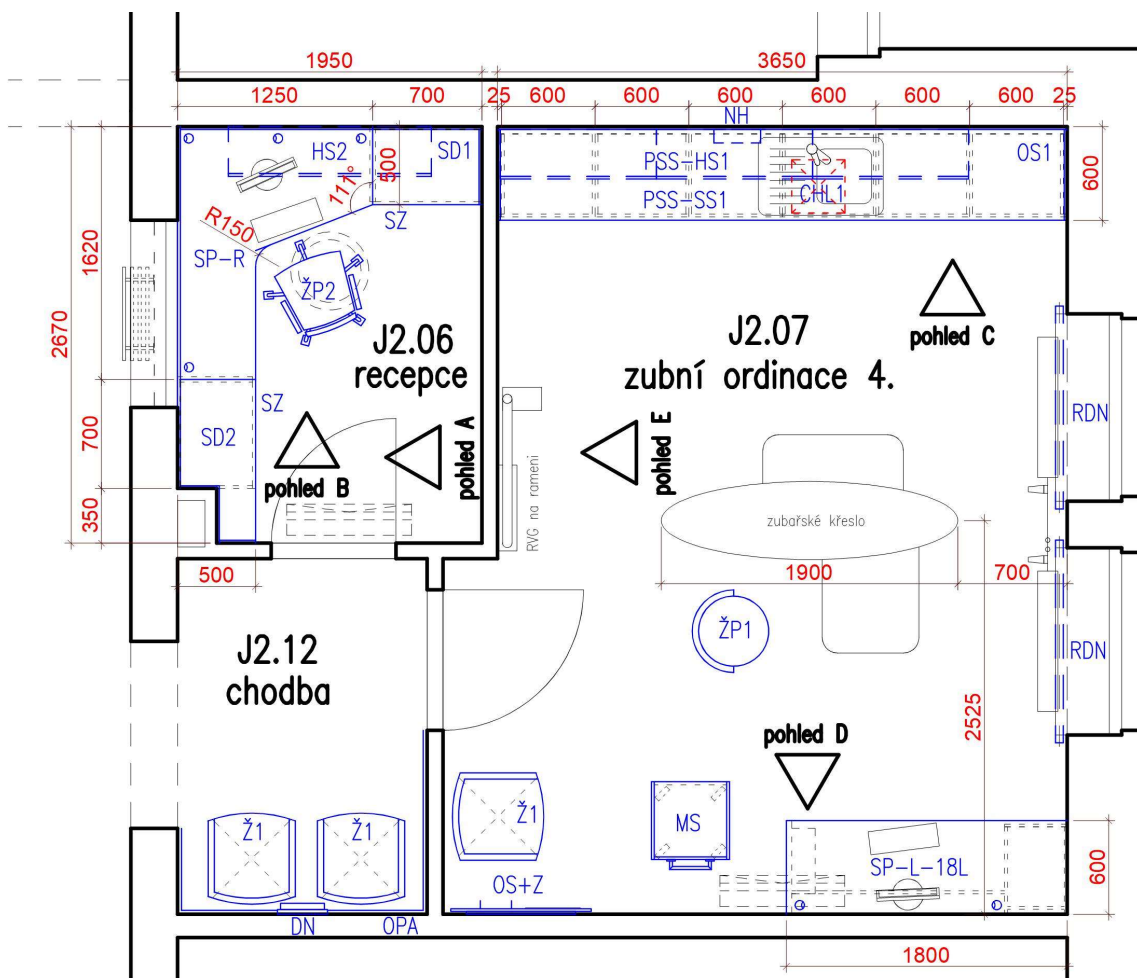 1950
3650
1250
700
25
600
600
600
600
600
600
25
NH
HS2
SD1
500
111°
R150
SZ
SP-R
ŽP2
PSS-HS1
PSS-SS1
CHL1
OS1
600
1620
2670
700
350
J2.06
recepce
SZ
SD2
pohled B
pohled A
J2.07
zubní ordinace 4.
pohled C
pohled E
RDN
RVG na rameni
zubařské křeslo
1900
700
500
J2.12
chodba
ŽP1
RDN
2525
pohled D
Ž1
Ž1
Ž1
MS
SP-L-18L
600
OS+Z
DN
OPA
1800